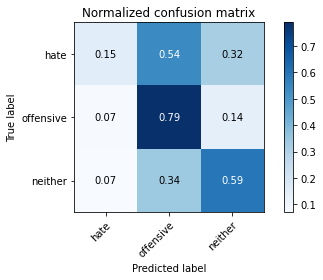 Normalized confusion matrix
True label
hate 0.15 0.54 0.32
offensive 0.07 0.79 0.14
neither 0.07 0.34 0.59
hate offensive neither
Predicted label
0.7
0.6
0.5
0.4
0.3
0.2
0.1